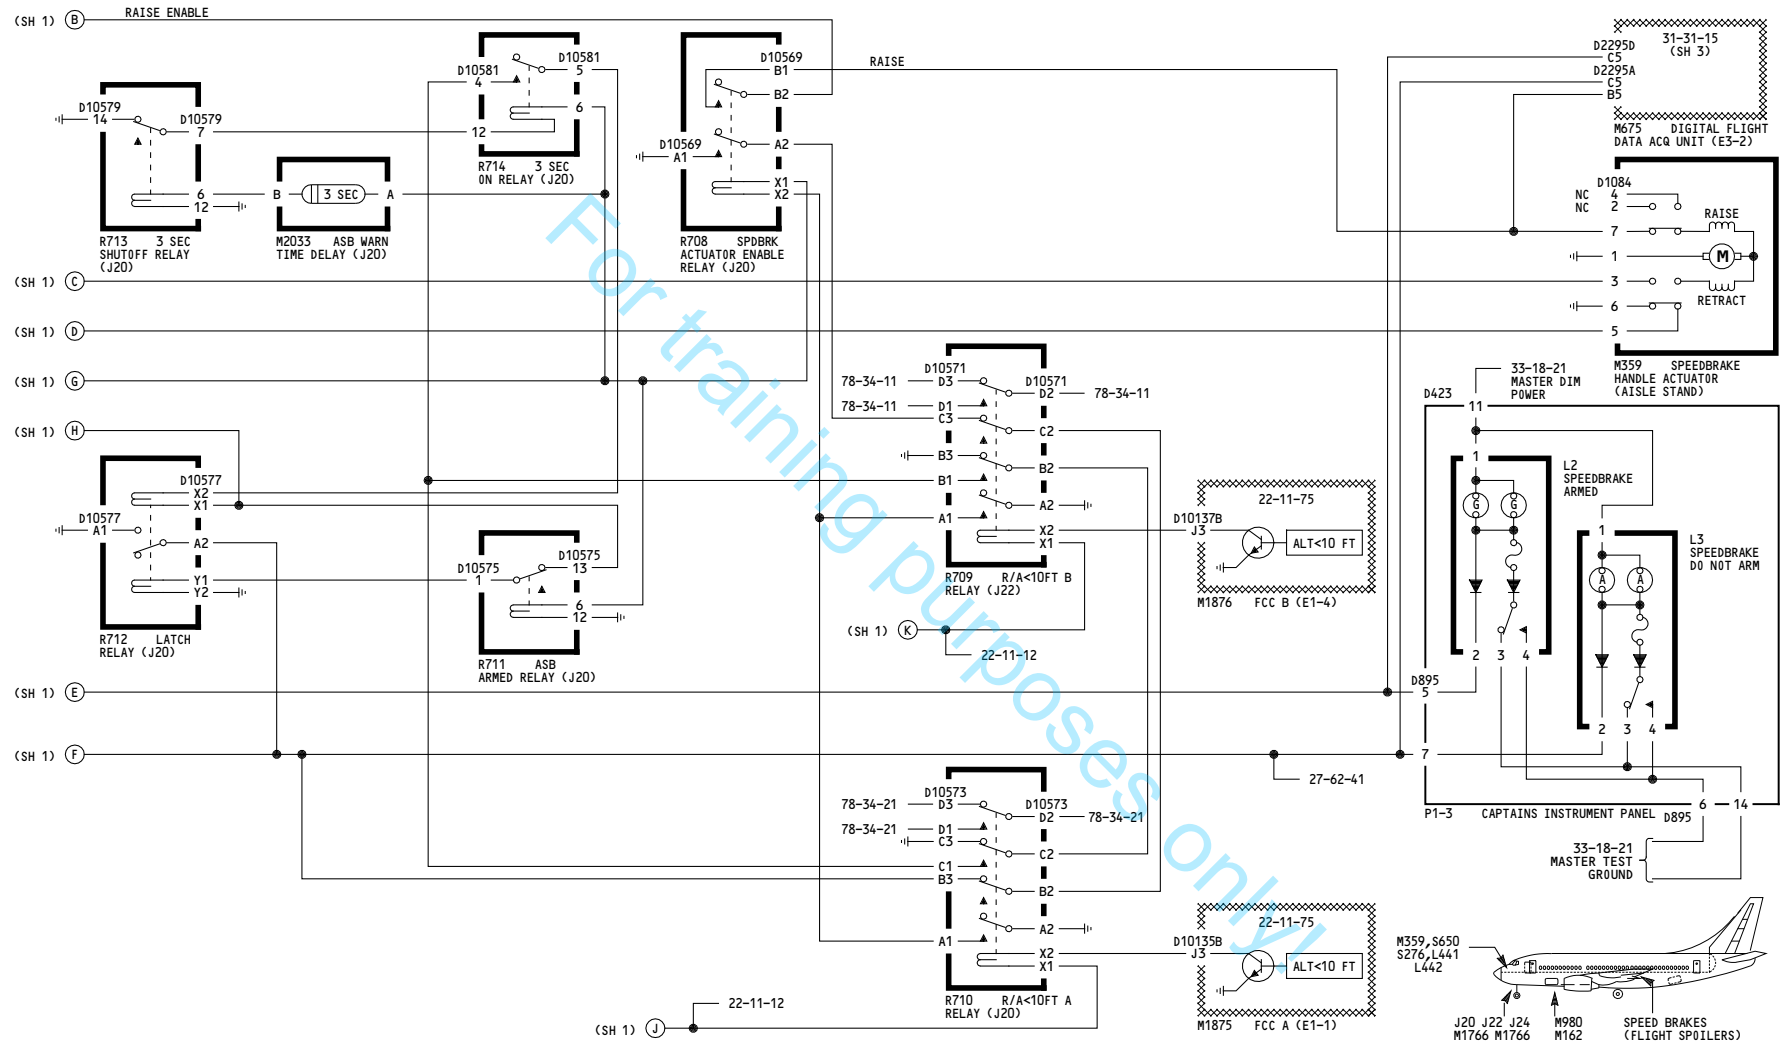 (SH 1) B RAISE ENABLE
D10579
14
D10579
7
6
12
R713 3 SEC
SHUTOFF RELAY
(J20)
B 3 SEC A
M2033 ASB WARN
TIME DELAY (J20)
D10581
4
D10581
5
6
12
R714 3 SEC
ON RELAY (J20)
D10569
B1
B2
D10569
A1
A2
X1
X2
R708 SPDBRK
ACTUATOR ENABLE
RELAY (J20)
RAISE
31-31-15
(SH 3)
D2295D
C5
D2295A
C5
B5
M675 DIGITAL FLIGHT
DATA ACQ UNIT (E3-2)
D1084
NC 4
NC 2
7
1
3
6
5
RAISE
M
RETRACT
M359 SPEEDBRAKE
HANDLE ACTUATOR
(AISLE STAND)
(SH 1) C
(SH 1) D
(SH 1) G
(SH 1) H
D10577
X2
X1
D10577
A1
A2
Y1
Y2
R712 LATCH
RELAY (J20)
D10575
1
D10575
13
6
12
R711 ASB
ARMED RELAY (J20)
D10571
78-34-11 D3
78-34-11 D1
C3
B3
B1
A1
D10571
D2 78-34-11
C2
B2
A2
X2
X1
R709 R/A<10FT B
RELAY (J22)
(SH 1) K
22-11-12
22-11-75
D10137B
J3
ALT<10 FT
M1876 FCC B (E1-4)
33-18-21
MASTER DIM
POWER
D423
11
1
G G
2 3 4
L2
SPEEDBRAKE
ARMED
1
A A
2 3 4
L3
SPEEDBRAKE
DO NOT ARM
D895
5
7
6 14
P1-3 CAPTAINS INSTRUMENT PANEL D895
33-18-21
MASTER TEST
GROUND
(SH 1) E
(SH 1) F
27-62-41
D10573
78-34-21 D3
78-34-21 D1
C3
C1
B3
A1
D10573
D2 78-34-21
C2
B2
A2
X2
X1
R710 R/A<10FT A
RELAY (J20)
(SH 1) J
22-11-12
22-11-75
D10135B
J3
ALT<10 FT
M1875 FCC A (E1-1)
M359,S650
S276,L441
L442
J20 J22 J24
M1766 M1766
M980
M162
SPEED BRAKES
(FLIGHT SPOILERS)
For training purposes only!